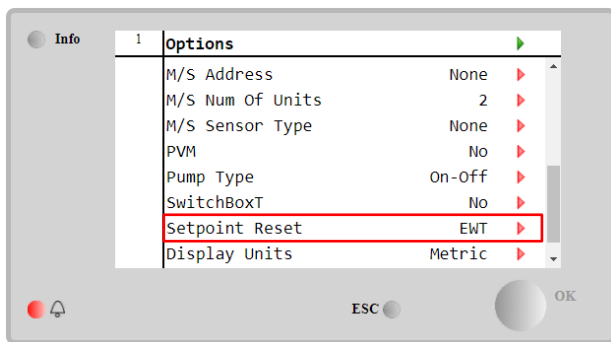 Info
1 Options
M/S Address None
M/S Num Of Units 2
M/S Sensor Type None
PVM No
Pump Type On-Off
SwitchBoxT No
Setpoint Reset EWT
Display Units Metric
ESC
OK